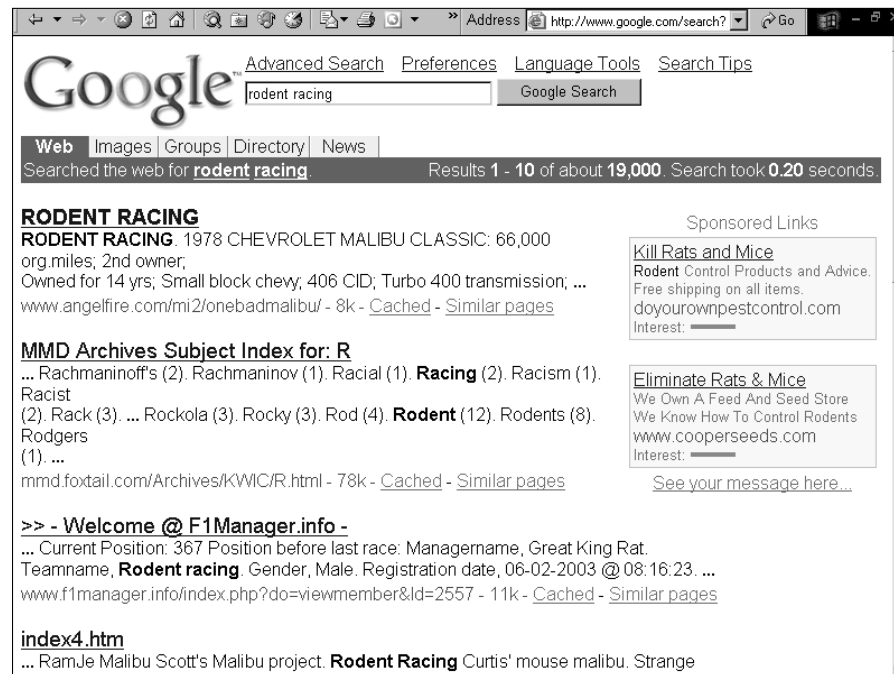 Address http://www.google.com/search? Go
Google™
Advanced Search Preferences Language Tools Search Tips
rodent racing Google Search
Web Images Groups Directory News
Searched the web for rodent racing. Results 1 - 10 of about 19,000. Search took 0.20 seconds.
RODENT RACING
RODENT RACING. 1978 CHEVROLET MALIBU CLASSIC: 66,000
org.miles; 2nd owner;
Owned for 14 yrs; Small block chevy; 406 CID; Turbo 400 transmission; ...
www.angelfire.com/mi2/onebadmalibu/ - 8k - Cached - Similar pages
MMD Archives Subject Index for: R
... Rachmaninoff's (2). Rachmaninov (1). Racial (1). Racing (2). Racism (1).
Racist
(2). Rack (3). ... Rockola (3). Rocky (3). Rod (4). Rodent (12). Rodents (8).
Rodgers
(1). ...
mmd.foxtail.com/Archives/KWIC/R.html - 78k - Cached - Similar pages
>> - Welcome @ F1Manager.info -
... Current Position: 367 Position before last race: Managername, Great King Rat.
Teamname, Rodent racing. Gender, Male. Registration date, 06-02-2003 @ 08:16:23. ...
www.f1manager.info/index.php?do=viewmember&Id=2557 - 11k - Cached - Similar pages
index4.htm
... RamJe Malibu Scott's Malibu project. Rodent Racing Curtis' mouse malibu. Strange
Sponsored Links
Kill Rats and Mice
Rodent Control Products and Advice.
Free shipping on all items.
doyourownpestcontrol.com
Interest:
Eliminate Rats & Mice
We Own A Feed And Seed Store
We Know How To Control Rodents
www.cooperseeds.com
Interest:
See your message here...